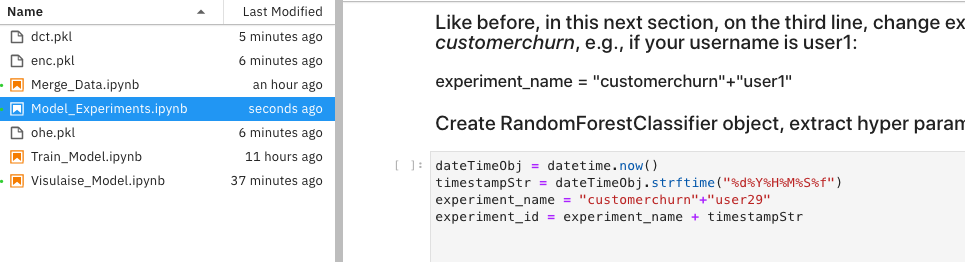 Name Last Modified
dct.pkl 5 minutes ago
enc.pkl 6 minutes ago
Merge_Data.ipynb an hour ago
Model_Experiments.ipynb seconds ago
ohe.pkl 6 minutes ago
Train_Model.ipynb 11 hours ago
Visulaise_Model.ipynb 37 minutes ago
Like before, in this next section, on the third line, change ex
customerchurn, e.g., if your username is user1:
experiment_name = "customerchurn"+"user1"
Create RandomForestClassifier object, extract hyper param
[ ]: dateTimeObj = datetime.now()
timestampStr = dateTimeObj.strftime("%d%Y%H%M%S%f")
experiment_name = "customerchurn"+"user29"
experiment_id = experiment_name + timestampStr